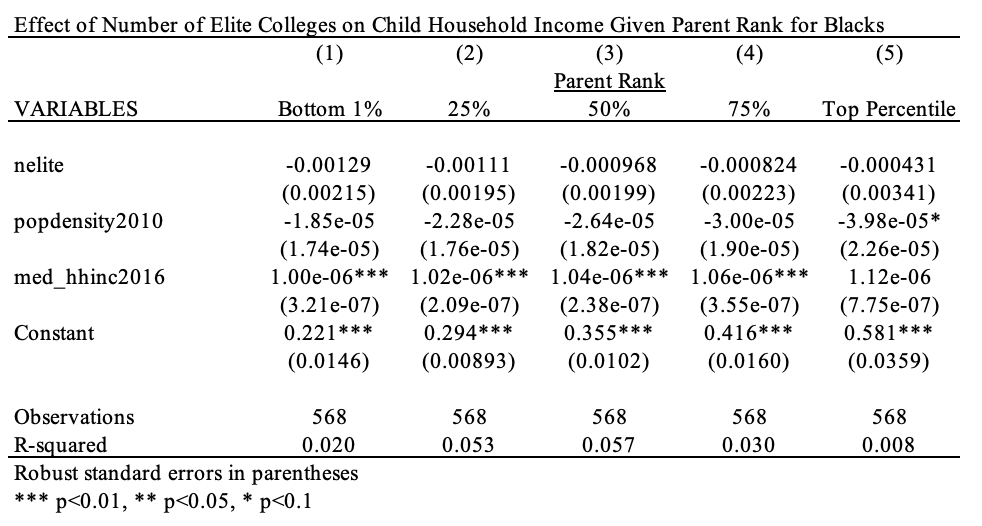 Effect of Number of Elite Colleges on Child Household Income Given Parent Rank for Blacks
(1) (2) (3) (4) (5)
Parent Rank
VARIABLES Bottom 1% 25% 50% 75% Top Percentile
nelite -0.00129 -0.00111 -0.000968 -0.000824 -0.000431
(0.00215) (0.00195) (0.00199) (0.00223) (0.00341)
popdensity2010 -1.85e-05 -2.28e-05 -2.64e-05 -3.00e-05 -3.98e-05*
(1.74e-05) (1.76e-05) (1.82e-05) (1.90e-05) (2.26e-05)
med_hhinc2016 1.00e-06*** 1.02e-06*** 1.04e-06*** 1.06e-06*** 1.12e-06
(3.21e-07) (2.09e-07) (2.38e-07) (3.55e-07) (7.75e-07)
Constant 0.221*** 0.294*** 0.355*** 0.416*** 0.581***
(0.0146) (0.00893) (0.0102) (0.0160) (0.0359)
Observations 568 568 568 568 568
R-squared 0.020 0.053 0.057 0.030 0.008
Robust standard errors in parentheses
*** p<0.01, ** p<0.05, * p<0.1